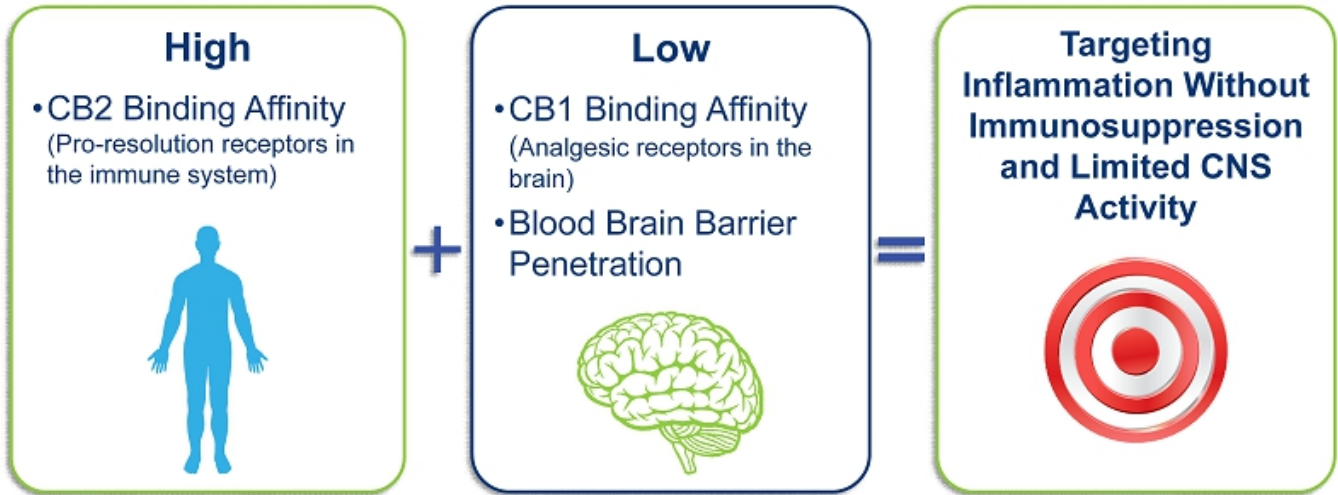 High
•CB2 Binding Affinity
(Pro-resolution receptors in
the immune system)
+
Low
•CB1 Binding Affinity
(Analgesic receptors in the
brain)
•Blood Brain Barrier
Penetration
=
Targeting
Inflammation Without
Immunosuppression
and Limited CNS
Activity